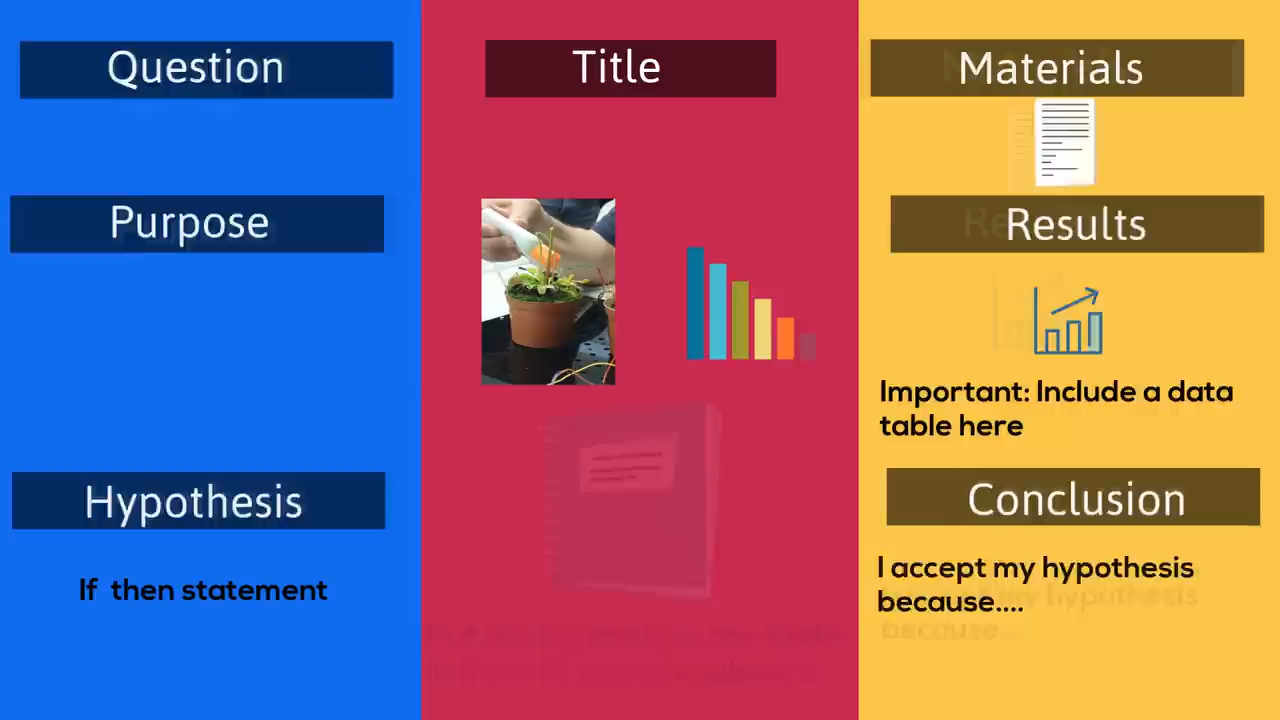 Question
Purpose
Hypothesis
If then statement
Title
Materials
Results
Important: Include a data
table here
Conclusion
I accept my hypothesis
because....